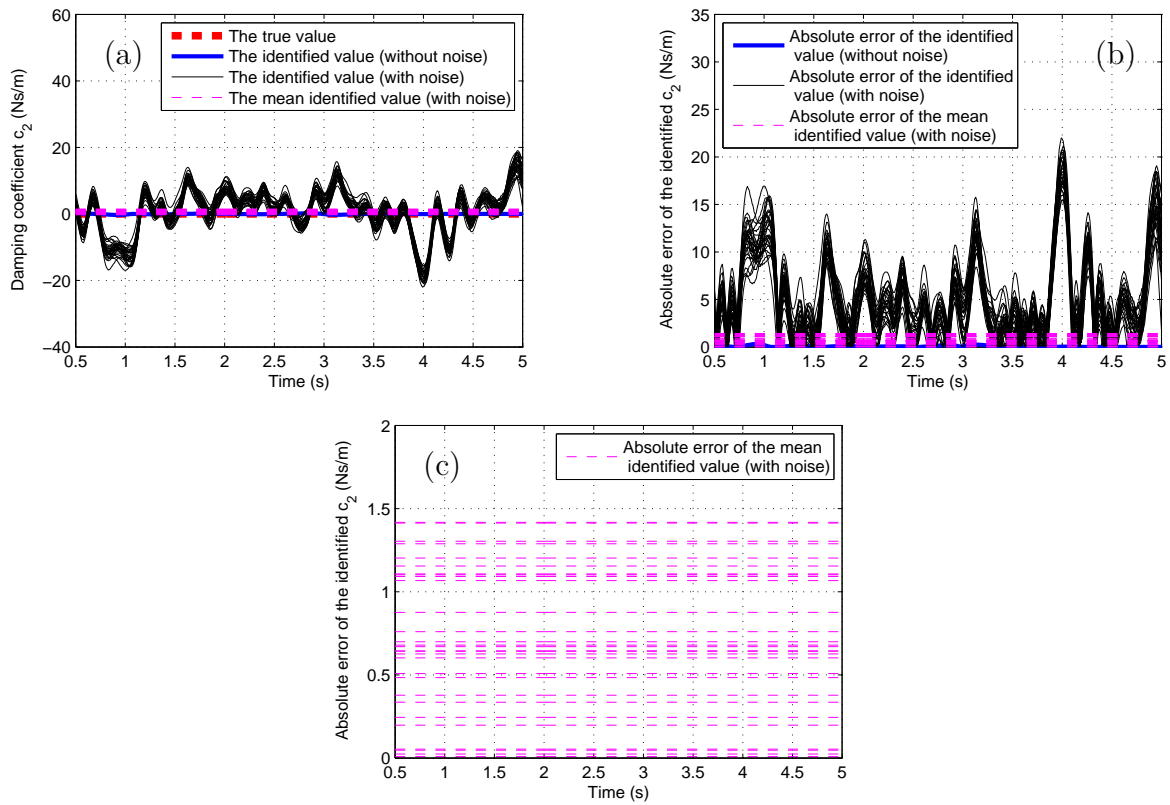 (a)
The true value
The identified value (without noise)
The identified value (with noise)
The mean identified value (with noise)
Damping coefficient c_2 (Ns/m)
60
40
20
0
−20
−40
0.5 1 1.5 2 2.5 3 3.5 4 4.5 5
Time (s)
(b)
Absolute error of the identified
value (without noise)
Absolute error of the identified
value (with noise)
Absolute error of the mean
identified value (with noise)
Absolute error of the identified c_2 (Ns/m)
35
30
25
20
15
10
5
0
0.5 1 1.5 2 2.5 3 3.5 4 4.5 5
Time (s)
(c)
Absolute error of the mean
identified value (with noise)
Absolute error of the identified c_2 (Ns/m)
2
1.5
1
0.5
0
0.5 1 1.5 2 2.5 3 3.5 4 4.5 5
Time (s)